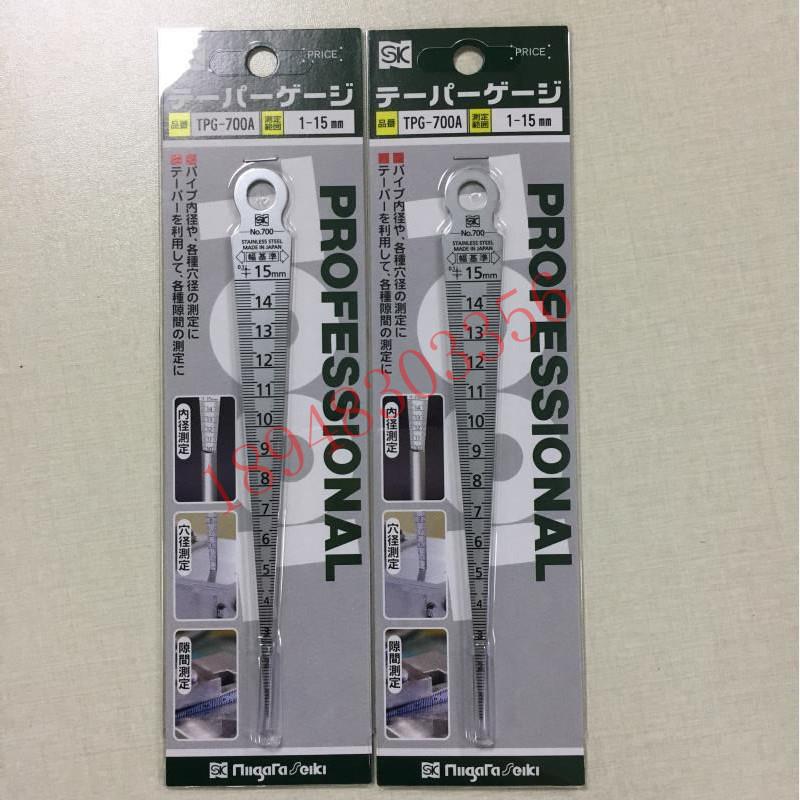 PRICE
テーパーゲージ
品番 TPG-700A 測定範囲 1-15㎜
パイプ内径や、各種穴径の測定に
テーパーを利用して、各種隙間の測定に
PROFESSIONAL
SK
No.700
STAINLESS STEEL
MADE IN JAPAN
幅基準
15mm
14
13
12
11
10
9
8
7
6
5
4
3
内径測定
穴径測定
隙間測定
SK Niigata Seiki
SK
PRICE
テーパーゲージ
品番 TPG-700A 測定範囲 1-15㎜
パイプ内径や、各種穴径の測定に
テーパーを利用して、各種隙間の測定に
PROFESSIONAL
SK
No.700
STAINLESS STEEL
MADE IN JAPAN
幅基準
15mm
14
13
12
11
10
9
8
7
6
5
4
3
内径測定
穴径測定
隙間測定
SK Niigata Seiki
18948303356